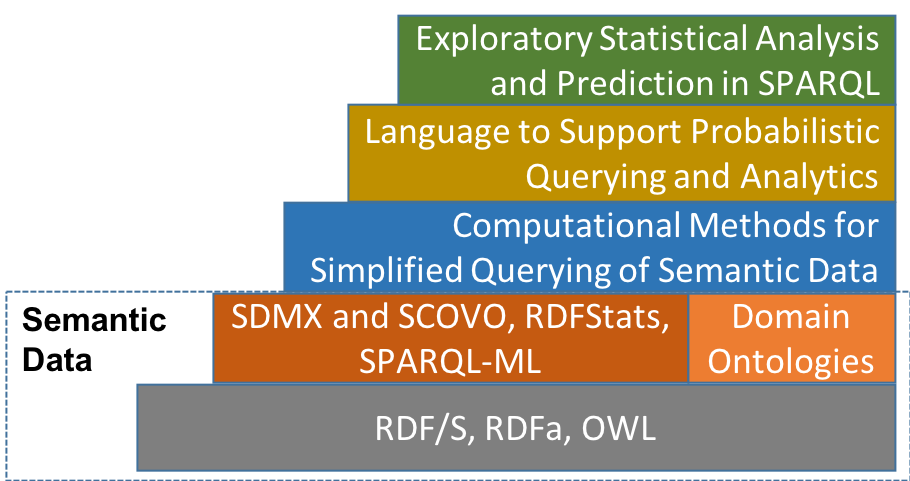 Exploratory Statistical Analysis
and Prediction in SPARQL
Language to Support Probabilistic
Querying and Analytics
Computational Methods for
Simplified Querying of Semantic Data
Semantic
Data
SDMX and SCOVO, RDFStats,
SPARQL-ML
Domain
Ontologies
RDF/S, RDFa, OWL